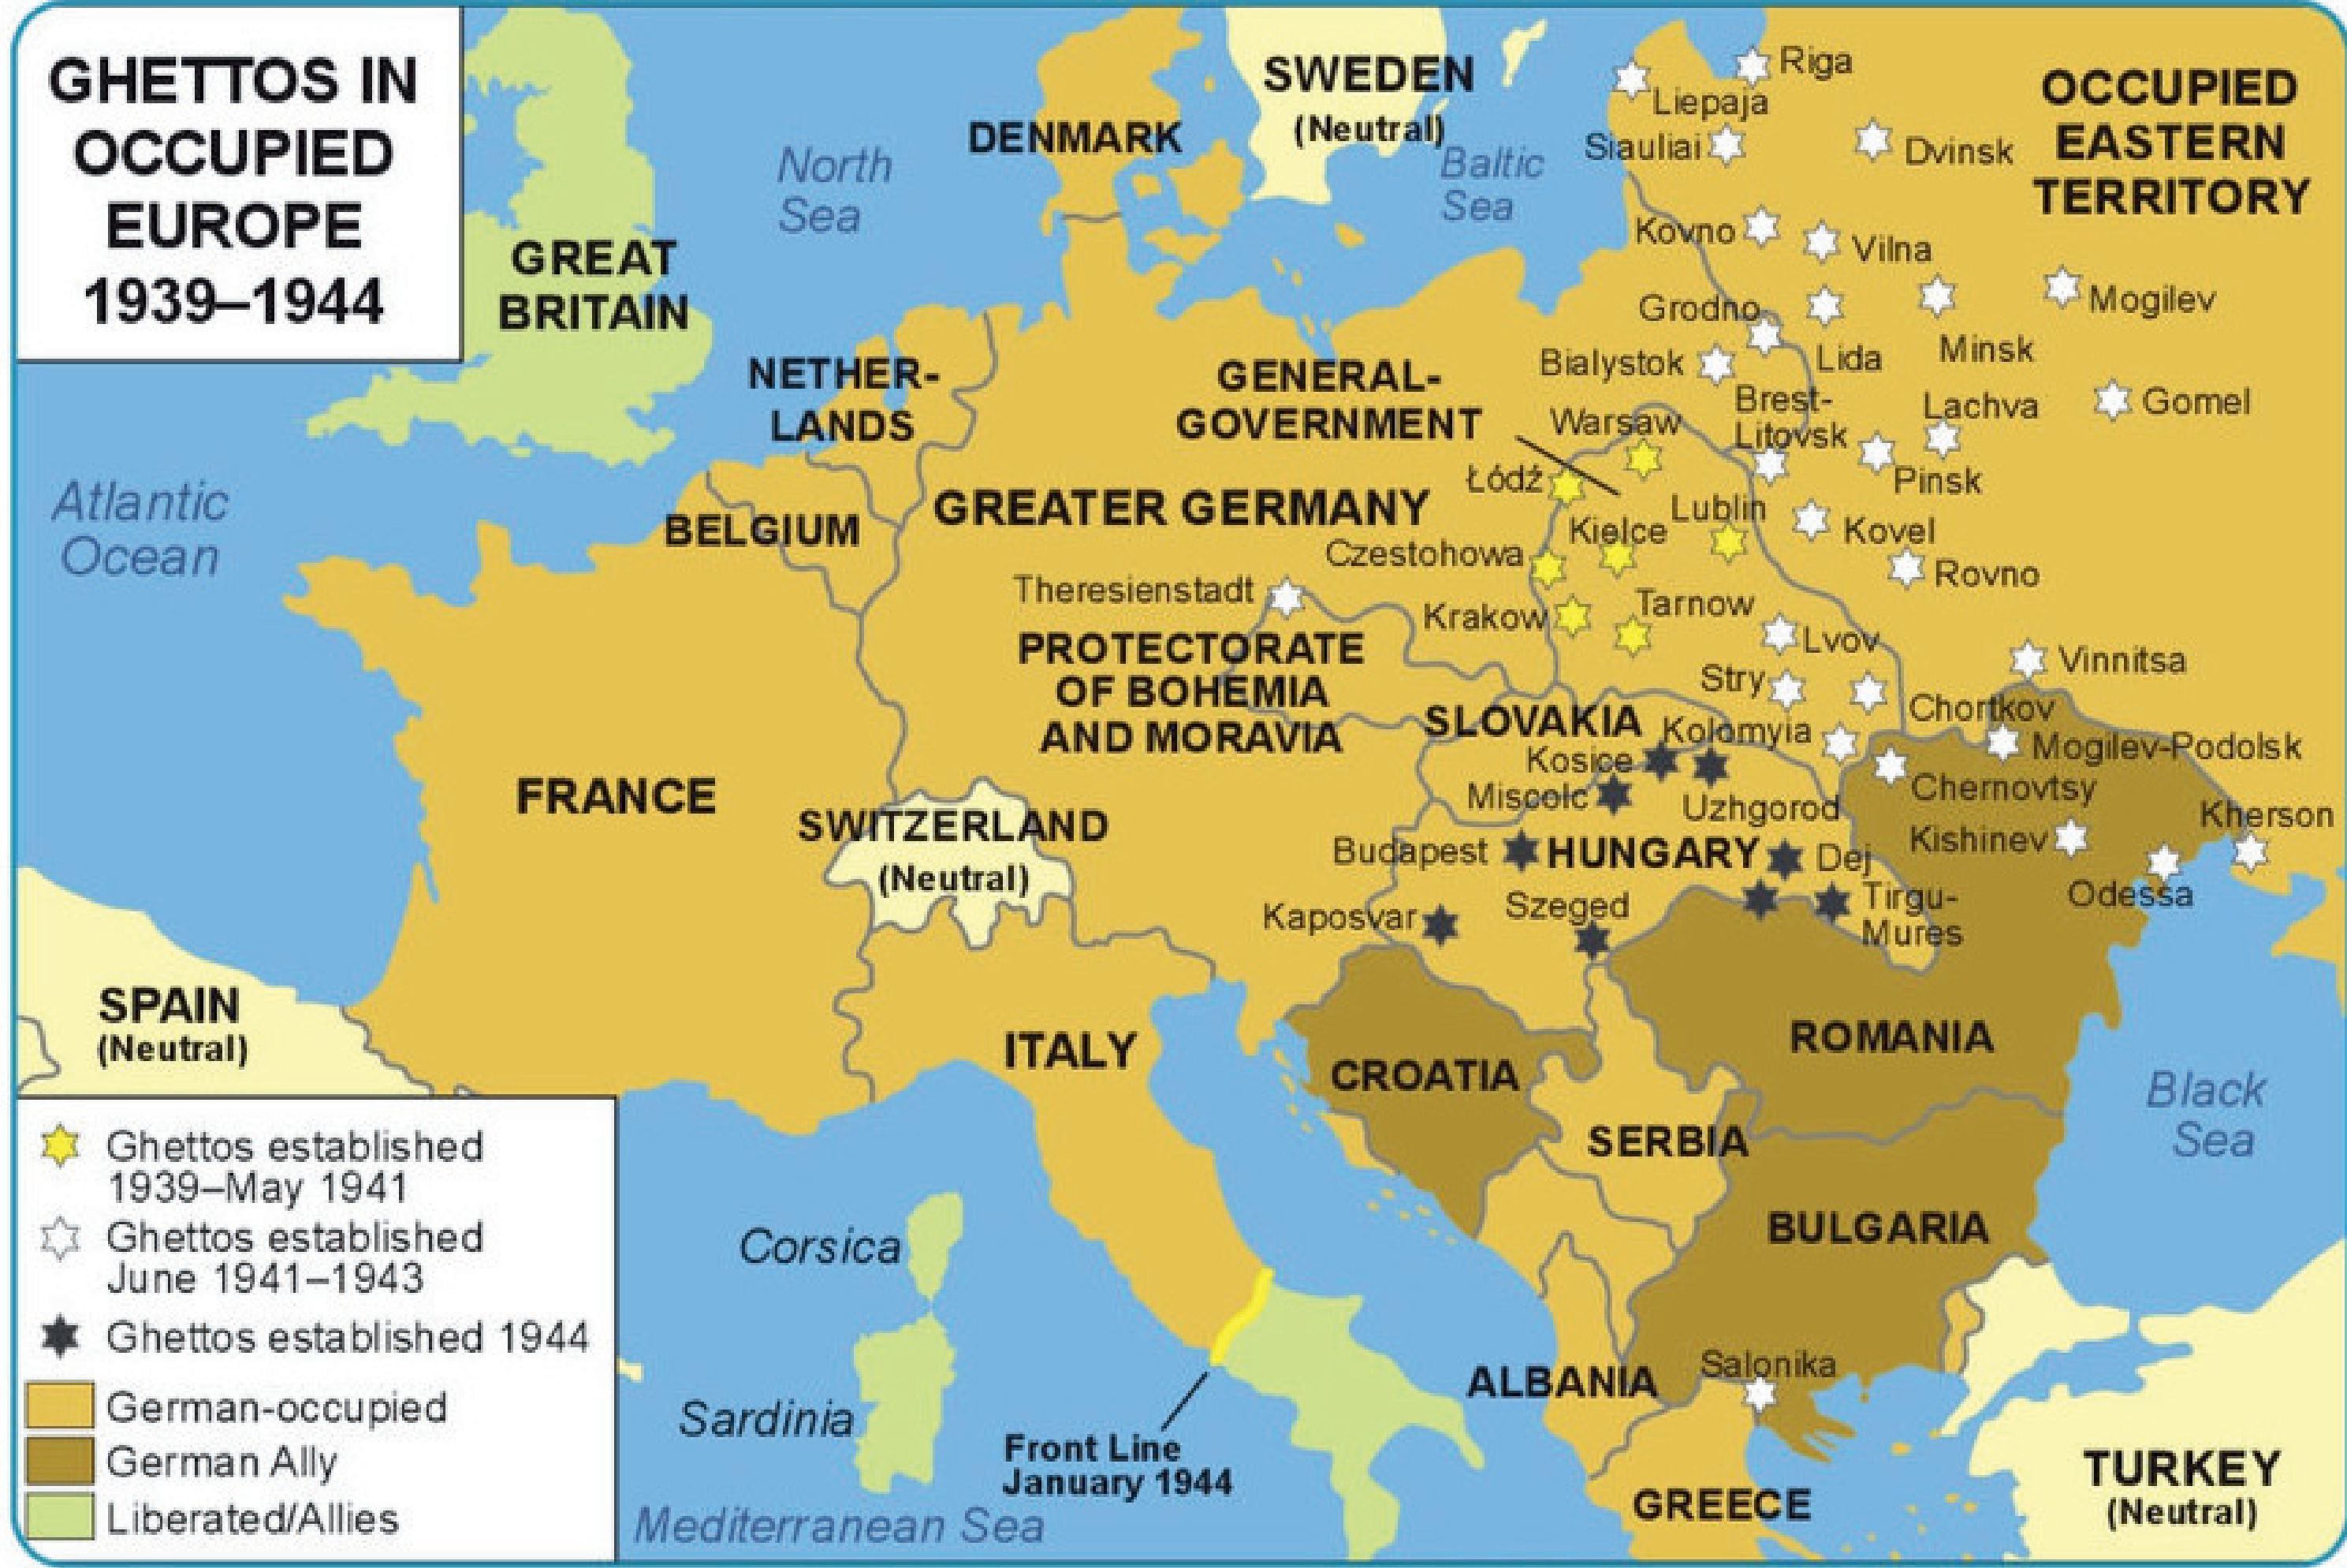 GHETTOS IN
OCCUPIED
EUROPE
1939–1944
GREAT
BRITAIN
North
Sea
DENMARK
SWEDEN
(Neutral)
Baltic
Sea
Riga
Liepaja
Siauliai
Dvinsk
OCCUPIED
EASTERN
TERRITORY
Kovno
Vilna
Grodno
Mogilev
Bialystok
Lida
Minsk
NETHER-
LANDS
GENERAL-
GOVERNMENT
Warsaw
Brest-
Litovsk
Lachva
Gomel
Atlantic
Ocean
BELGIUM
GREATER GERMANY
Łódź
Lublin
Pinsk
Kielce
Kovel
Czestohowa
Rovno
Theresienstadt
Krakow
Tarnow
PROTECTORATE
OF BOHEMIA
AND MORAVIA
Lvov
Vinnitsa
Stry
Chortkov
SLOVAKIA
Kolomyia
Mogilev-Podolsk
Kosice
Miscolc
Uzhgorod
Chernovtsy
FRANCE
SWITZERLAND
(Neutral)
Budapest
HUNGARY
Dej
Kishinev
Kherson
Kaposvar
Szeged
Tirgu-
Mures
Odessa
SPAIN
(Neutral)
ITALY
CROATIA
ROMANIA
Black
Sea
SERBIA
BULGARIA
Corsica
Sardinia
Front Line
January 1944
Mediterranean Sea
ALBANIA
Salonika
GREECE
TURKEY
(Neutral)
Ghettos established
1939–May 1941
Ghettos established
June 1941–1943
Ghettos established 1944
German-occupied
German Ally
Liberated/Allies